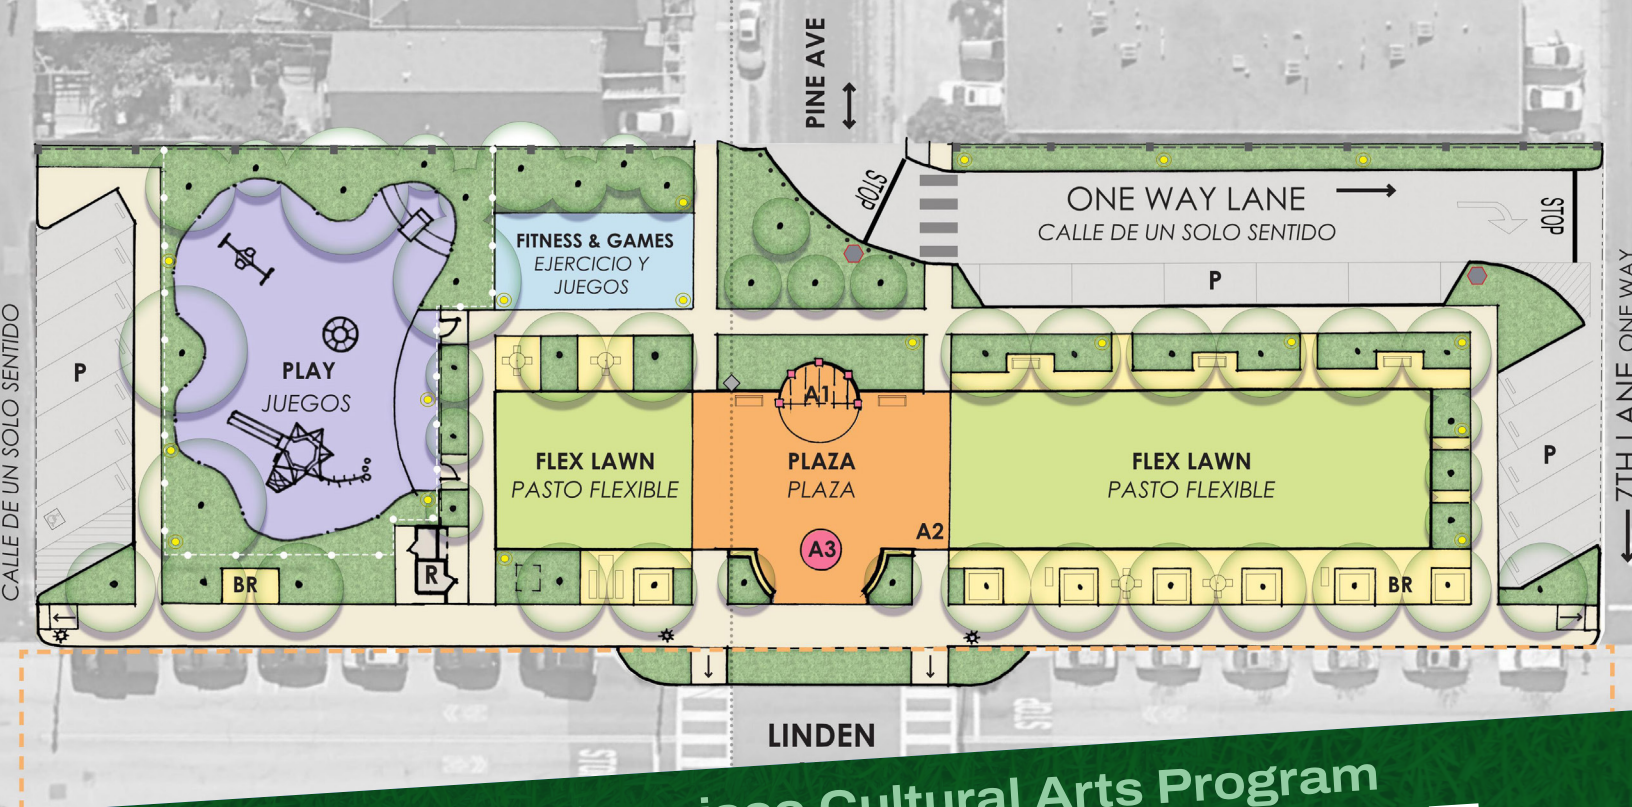 PINE AVE
STOP
ONE WAY LANE
CALLE DE UN SOLO SENTIDO
STOP
FITNESS & GAMES
EJERCICIO Y
JUEGOS
P
CALLE DE UN SOLO SENTIDO
P
PLAY
JUEGOS
A1
FLEX LAWN
PASTO FLEXIBLE
PLAZA
PLAZA
FLEX LAWN
PASTO FLEXIBLE
P
7TH LANE ONE WAY
A2
A3
BR
R
BR
STOP
STOP
LINDEN
Cultural Arts Program